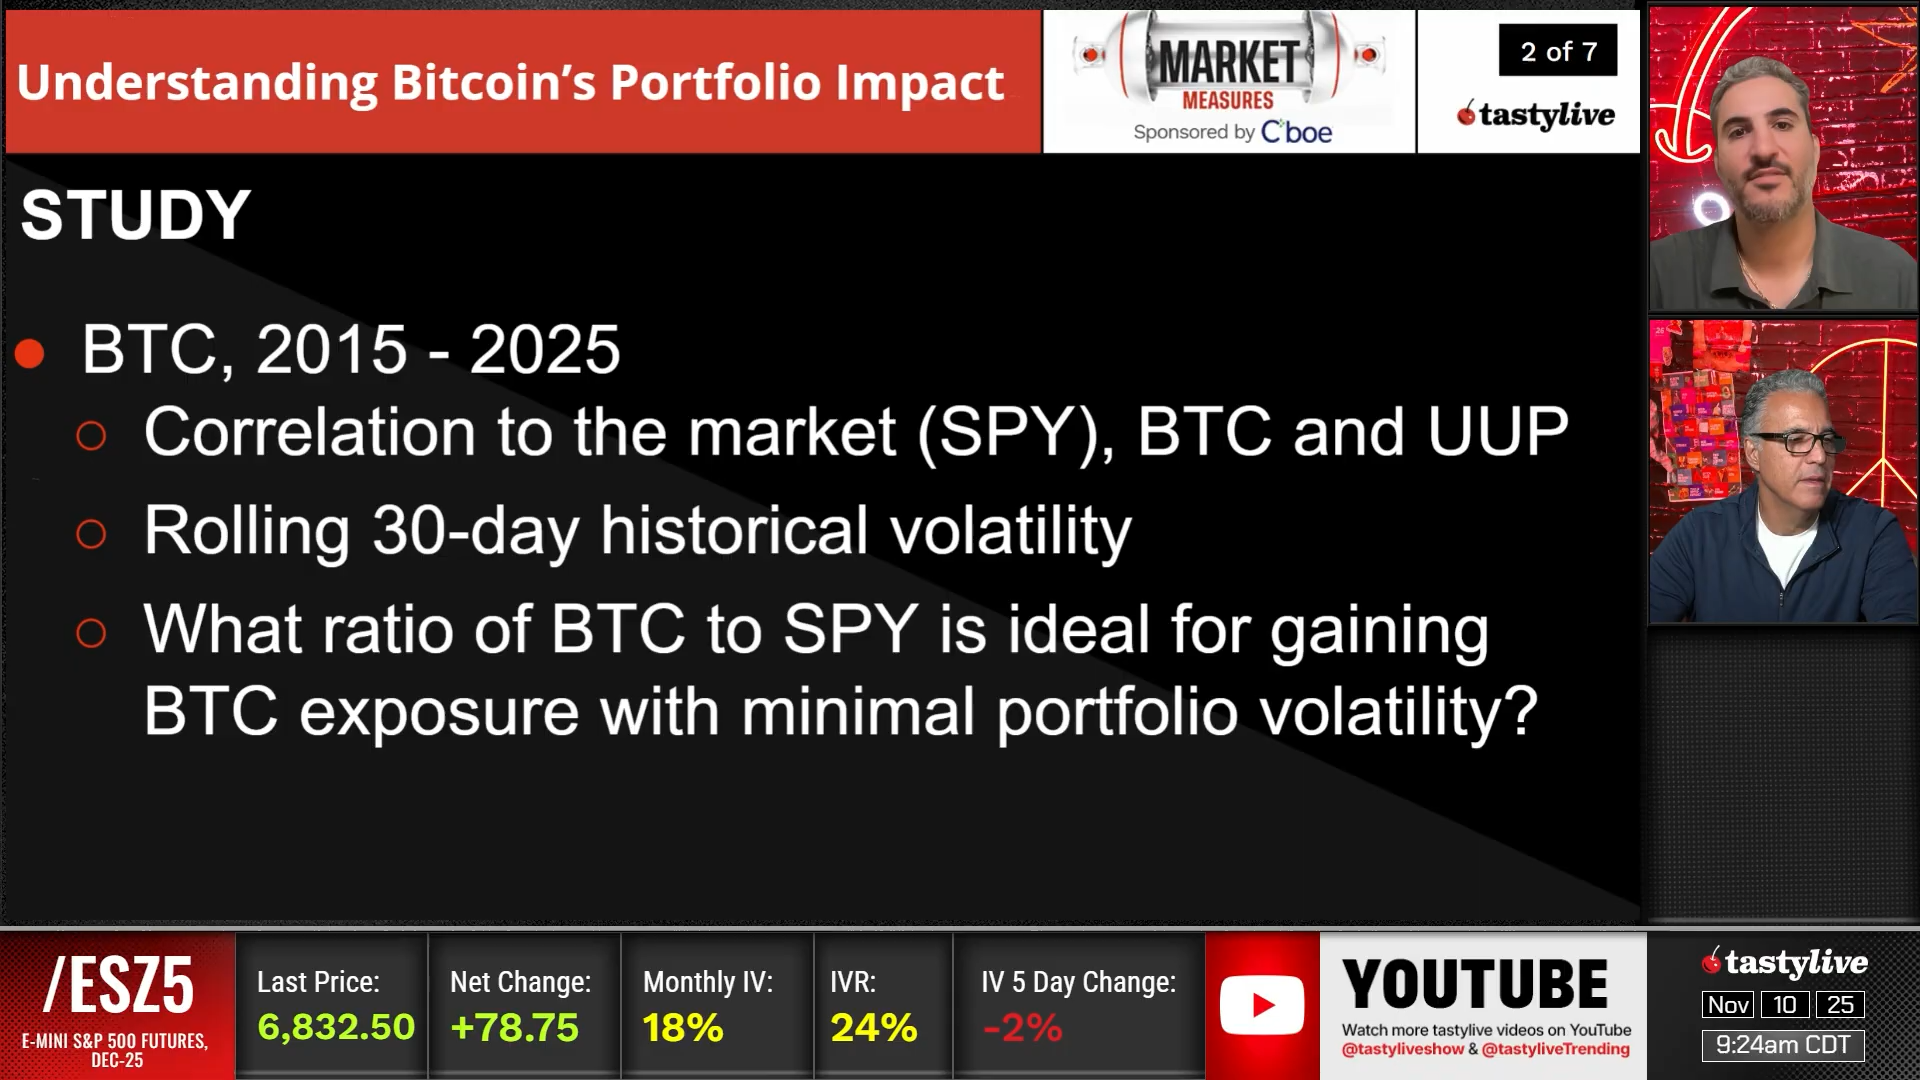 Understanding Bitcoin’s Portfolio Impact
MARKET
MEASURES
Sponsored by Cboe
2 of 7
tastylive
STUDY
BTC, 2015 - 2025
Correlation to the market (SPY), BTC and UUP
Rolling 30-day historical volatility
What ratio of BTC to SPY is ideal for gaining
BTC exposure with minimal portfolio volatility?
/ESZ5
E-MINI S&P 500 FUTURES,
DEC-25
Last Price:
6,832.50
Net Change:
+78.75
Monthly IV:
18%
IVR:
24%
IV 5 Day Change:
-2%
YOUTUBE
Watch more tastylive videos on YouTube
@tastyliveshow & @tastyliveTrending
tastylive
Nov 10 25
9:24am CDT